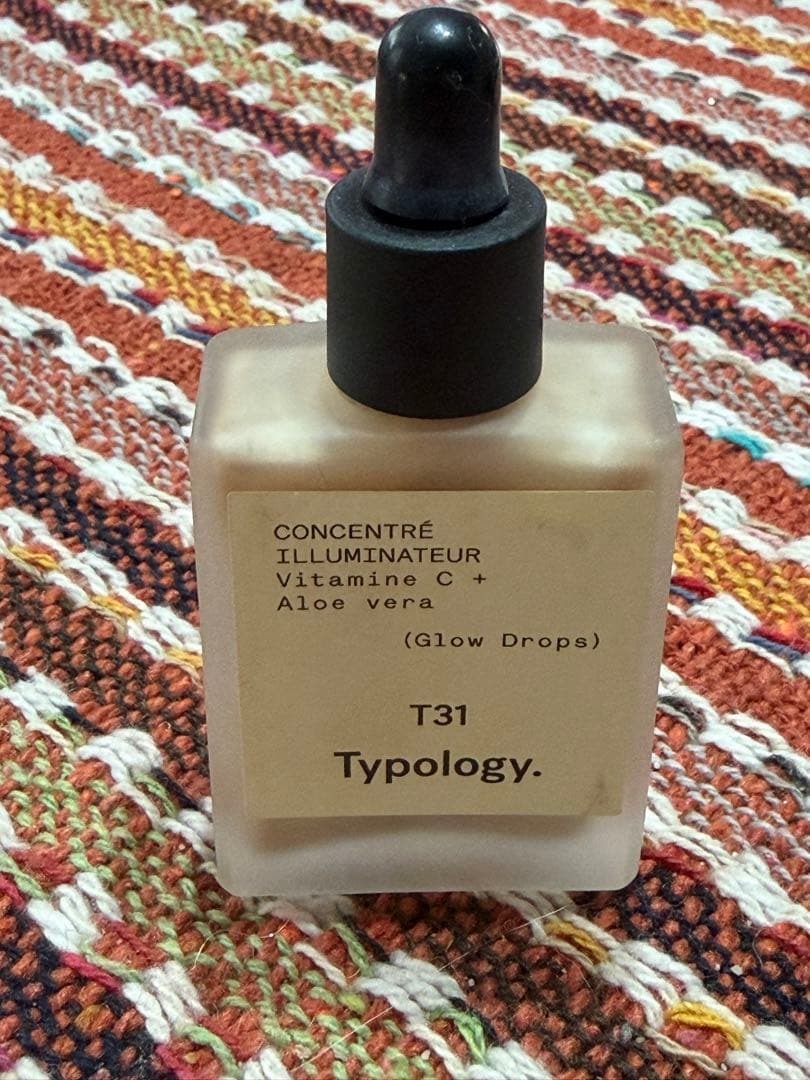 CONCENTRÉ
ILLUMINATEUR
Vitamine C +
Aloe vera
(Glow Drops)
T31
Typology.